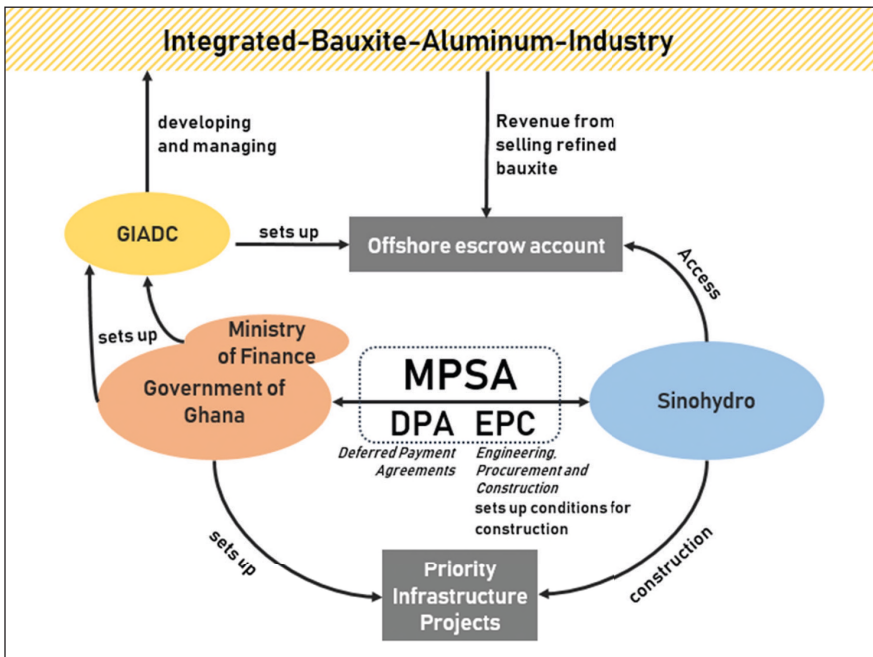 Integrated-Bauxite-Aluminum-Industry
developing
and managing
Revenue from
selling refined
bauxite
GIADC
sets up
Offshore escrow account
Access
sets up
Ministry
of Finance
Government of
Ghana
MPSA
DPA EPC
Sinohydro
Deferred Payment
Agreements
Engineering,
Procurement and
Construction
sets up conditions for
construction
sets up
construction
Priority
Infrastructure
Projects